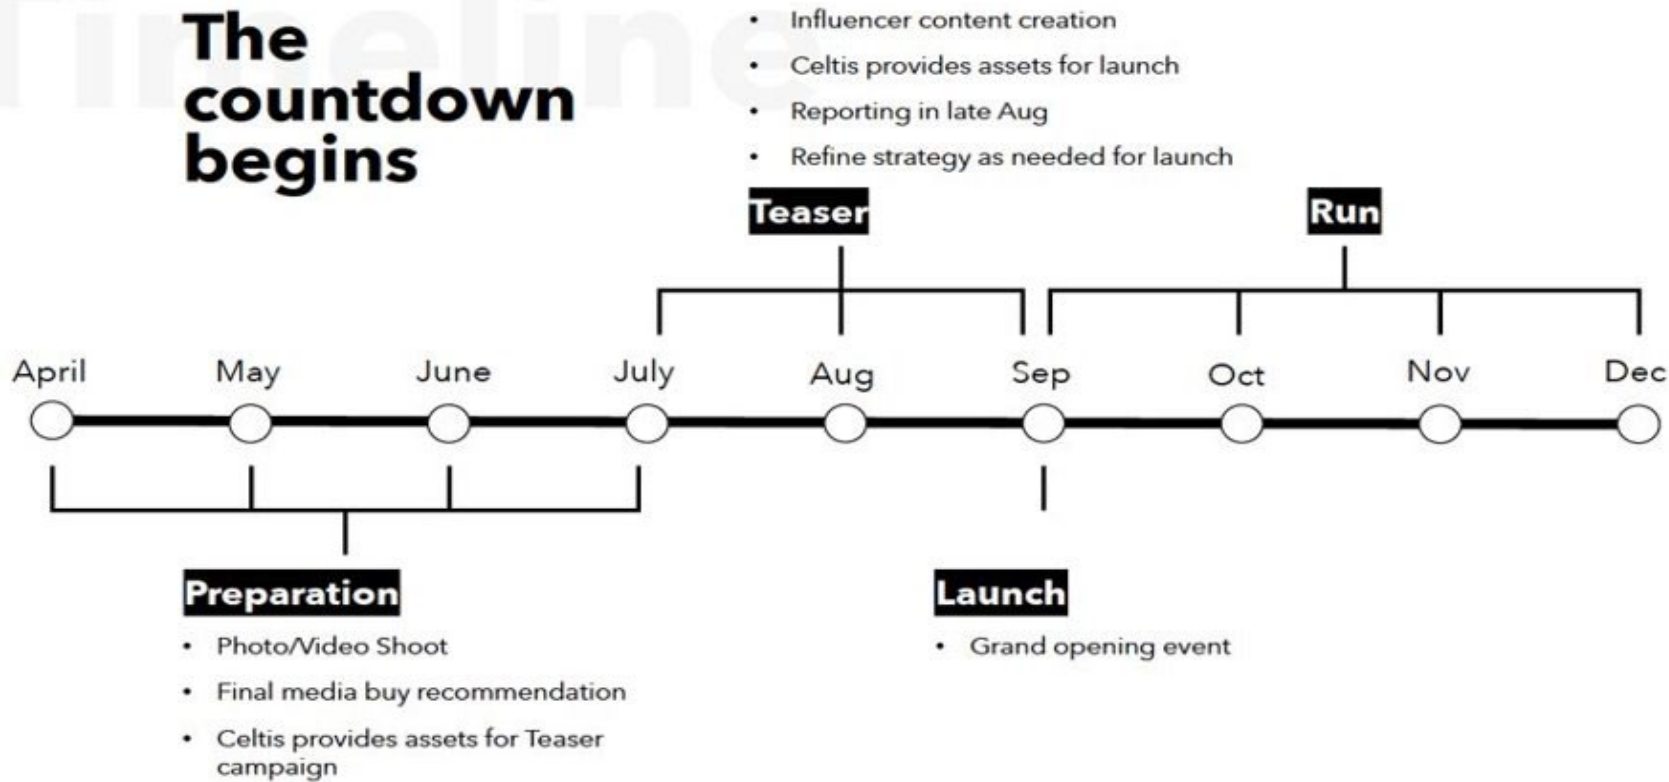 Timeline
The
countdown
begins
• Influencer content creation
• Celtis provides assets for launch
• Reporting in late Aug
• Refine strategy as needed for launch
Teaser
Run
April May June July Aug Sep Oct Nov Dec
Preparation
• Photo/Video Shoot
• Final media buy recommendation
• Celtis provides assets for Teaser
campaign
Launch
• Grand opening event